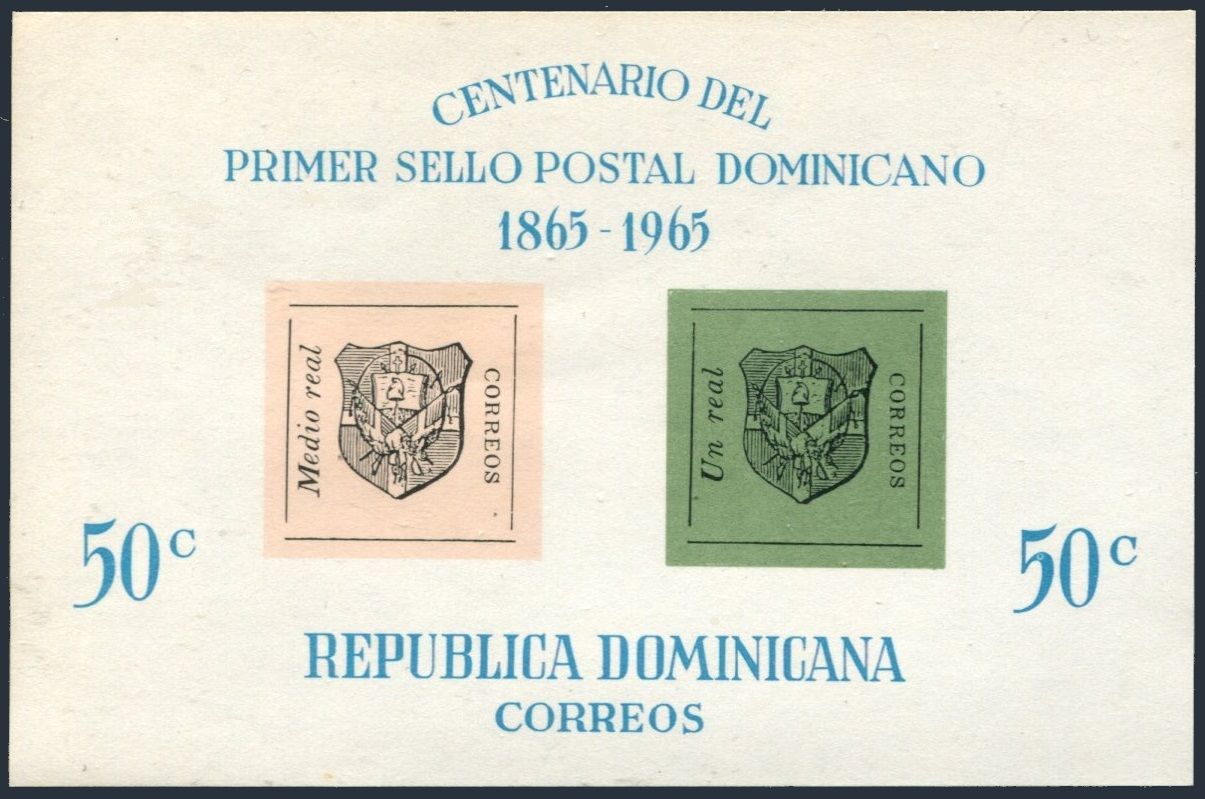 CENTENARIO DEL
PRIMER SELLO POSTAL DOMINICANO
1865 - 1965
Medio real
CORREOS
Un real
CORREOS
50c
50c
REPUBLICA DOMINICANA
CORREOS